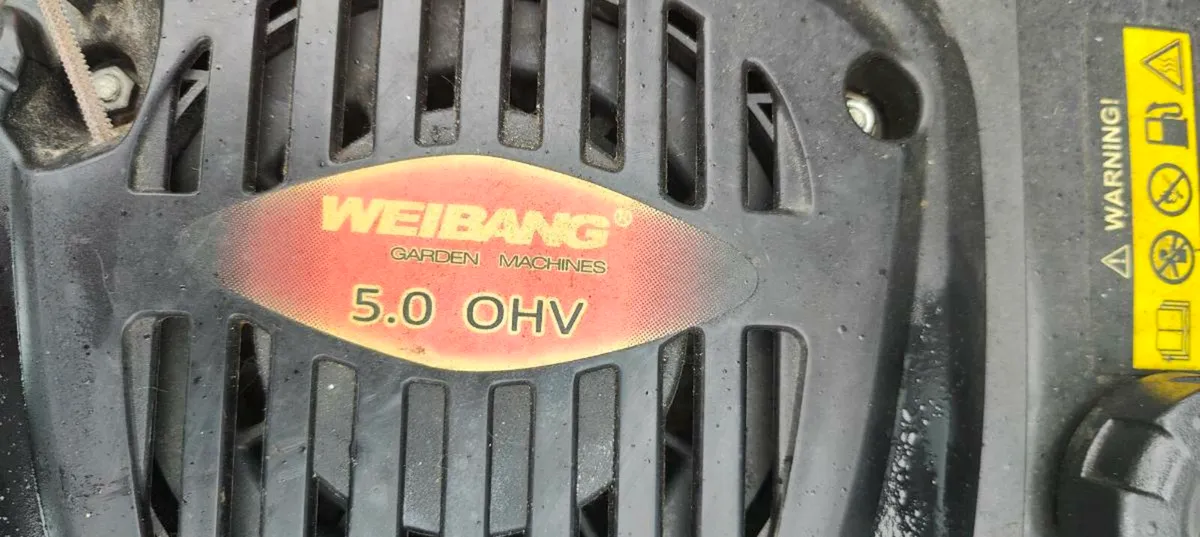 WEIBANG®
GARDEN MACHINES
5.0 OHV
WARNING!